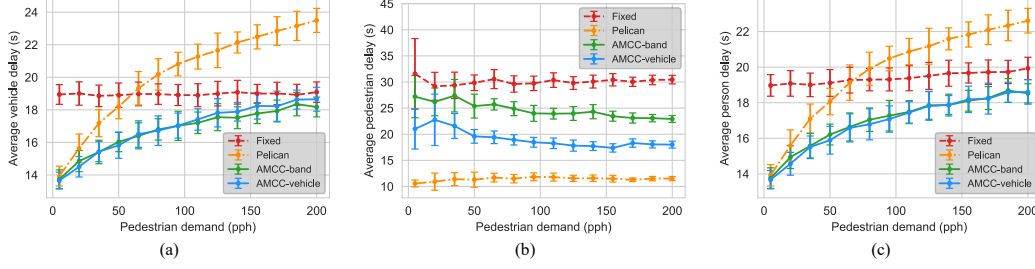 24
22
20
18
16
14
Average vehicle delay (s)
Fixed
Pelican
AMCC-band
AMCC-vehicle
0 50 100 150 200
Pedestrian demand (pph)
(a)
50
45
40
35
30
25
20
15
10
Average pedestrian delay (s)
Fixed
Pelican
AMCC-band
AMCC-vehicle
0 50 100 150 200
Pedestrian demand (pph)
(b)
22
20
18
16
14
Average person delay (s)
Fixed
Pelican
AMCC-band
AMCC-vehicle
0 50 100 150 200
Pedestrian demand (pph)
(c)